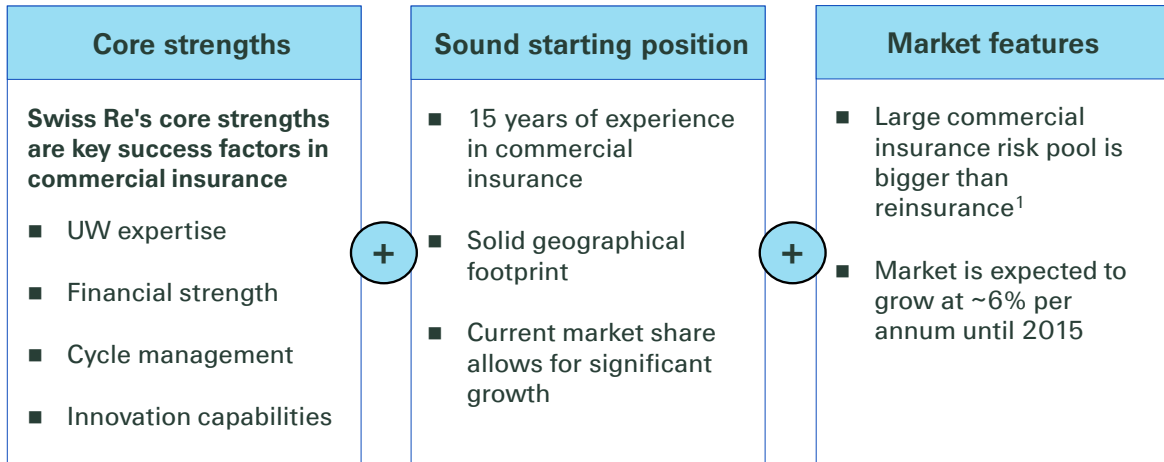 Core strengths
Swiss Re's core strengths
are key success factors in
commercial insurance
■ UW expertise
■ Financial strength
■ Cycle management
■ Innovation capabilities
+
Sound starting position
■ 15 years of experience
in commercial
insurance
■ Solid geographical
footprint
■ Current market share
allows for significant
growth
+
Market features
■ Large commercial
insurance risk pool is
bigger than
reinsurance¹
■ Market is expected to
grow at ~6% per
annum until 2015